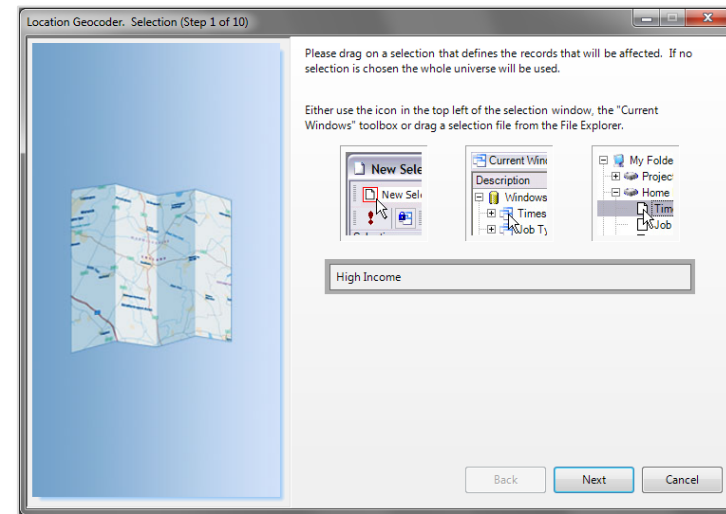 Location Geocoder. Selection (Step 1 of 10)
Please drag on a selection that defines the records that will be affected. If no
selection is chosen the whole universe will be used.
Either use the icon in the top left of the selection window, the "Current
Windows" toolbox or drag a selection file from the File Explorer.
New Sele
New Sele
Current Wind
Description
Windows
Times
Job Ty
My Folde
Projec
Home
Tim
Job
High Income
Back
Next
Cancel